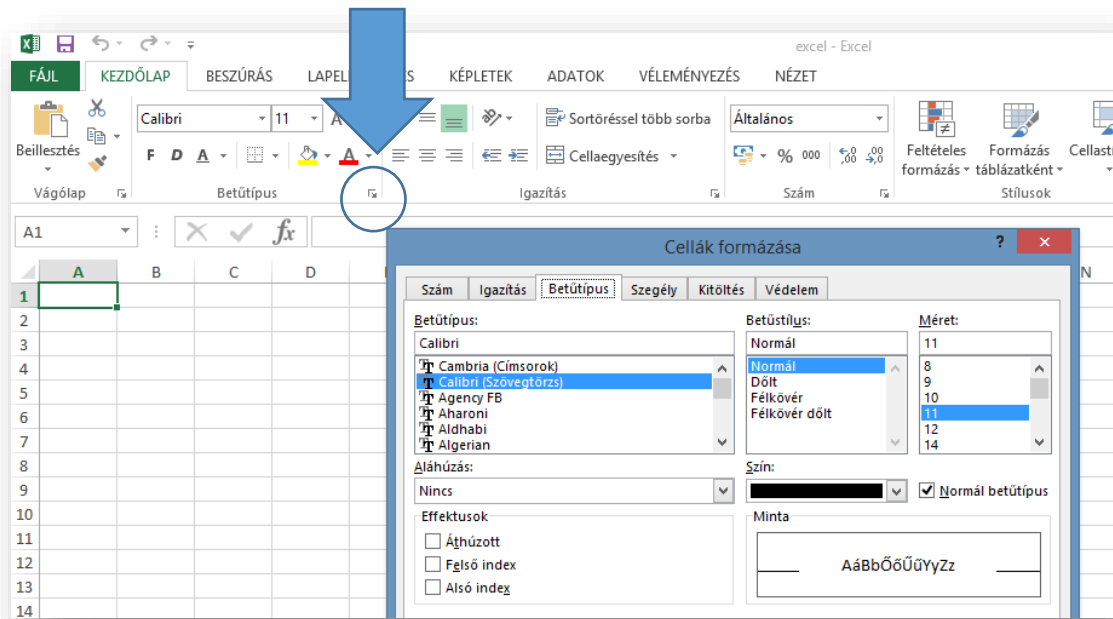 excel - Excel
FÁJL KEZDŐLAP BESZÚRÁS LAPEL S KÉPLETEK ADATOK VÉLEMÉNYEZÉS NÉZET
Calibri 11 A Sortöréssel több sorba Általános
Beillesztés F D A A Cellaegyesítés % 000 ,00 ,00 Feltételes formázás Formázás táblázatként
Vágólap Betűtípus Igazítás Szám Stílusok
A1 fx
Cellák formázása ?
A B C D N
Szám Igazítás Betűtípus Szegély Kitöltés Védelem
Betűtípus: Betűstílus: Méret:
Calibri Normál 11
Cambria (Címsorok) Normál 8
Calibri (Szövegtörzs) Dőlt 9
Agency FB Félkövér 10
Aharoni Félkövér dőlt 11
Aldhabi 12
Algerian 14
Aláhúzás: Szín:
Nincs Normál betűtípus
Effektusok Minta
Áthúzott
Felső index AáBbŐőŰűYyZz
Alsó index
1
2
3
4
5
6
7
8
9
10
11
12
13
14